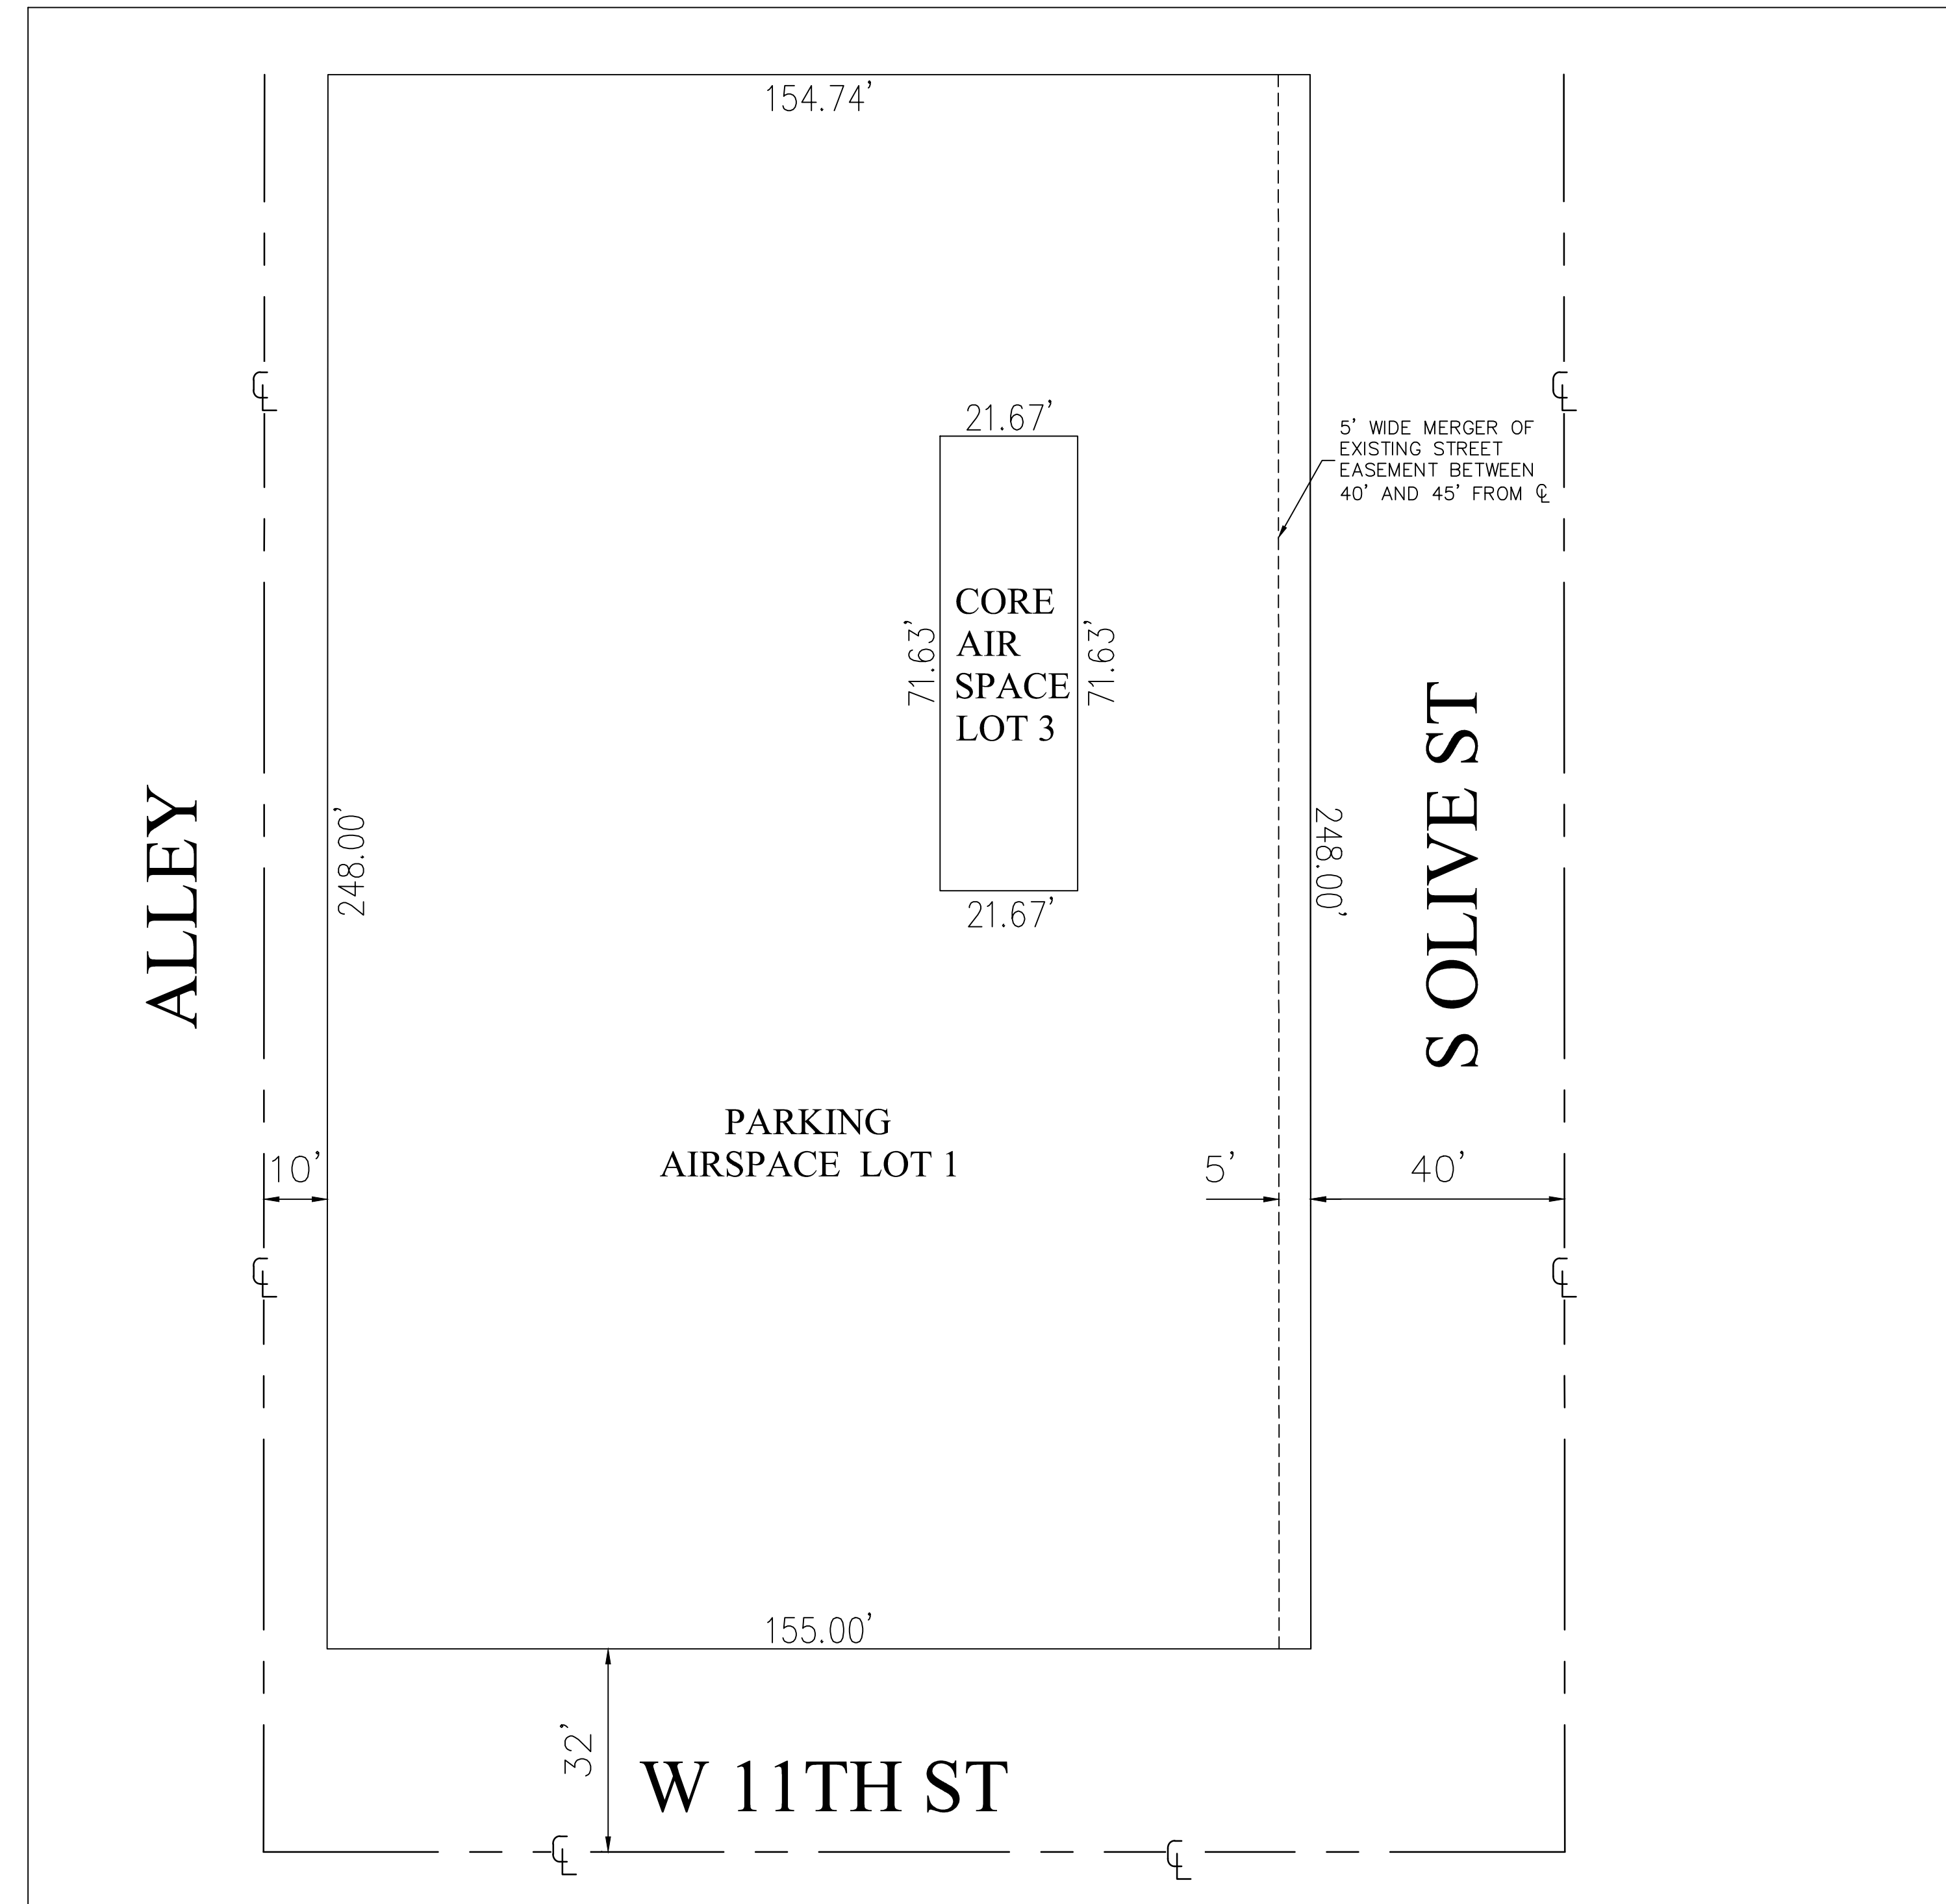 154.74'
℄
℄
21.67'
5' WIDE MERGER OF
EXISTING STREET
EASEMENT BETWEEN
40' AND 45' FROM ℄
CORE
AIR
SPACE
LOT 3
71.63'
71.63'
21.67'
ALLEY
248.00'
248.00'
S OLIVE ST
PARKING
AIRSPACE LOT 1
10'
5'
40'
℄
℄
155.00'
32'
W 11TH ST
℄
℄